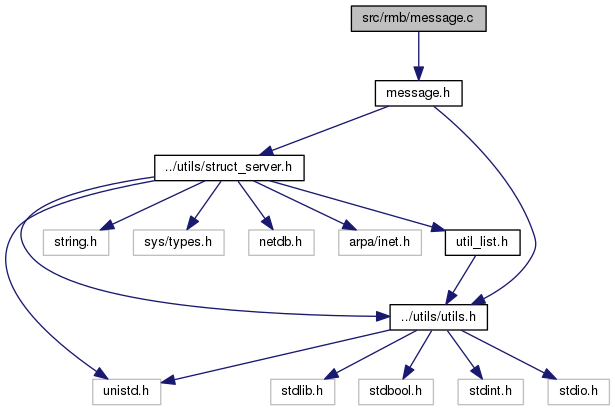 src/rmb/message.c
message.h
../utils/struct_server.h
string.h
sys/types.h
netdb.h
arpa/inet.h
util_list.h
../utils/utils.h
unistd.h
stdlib.h
stdbool.h
stdint.h
stdio.h